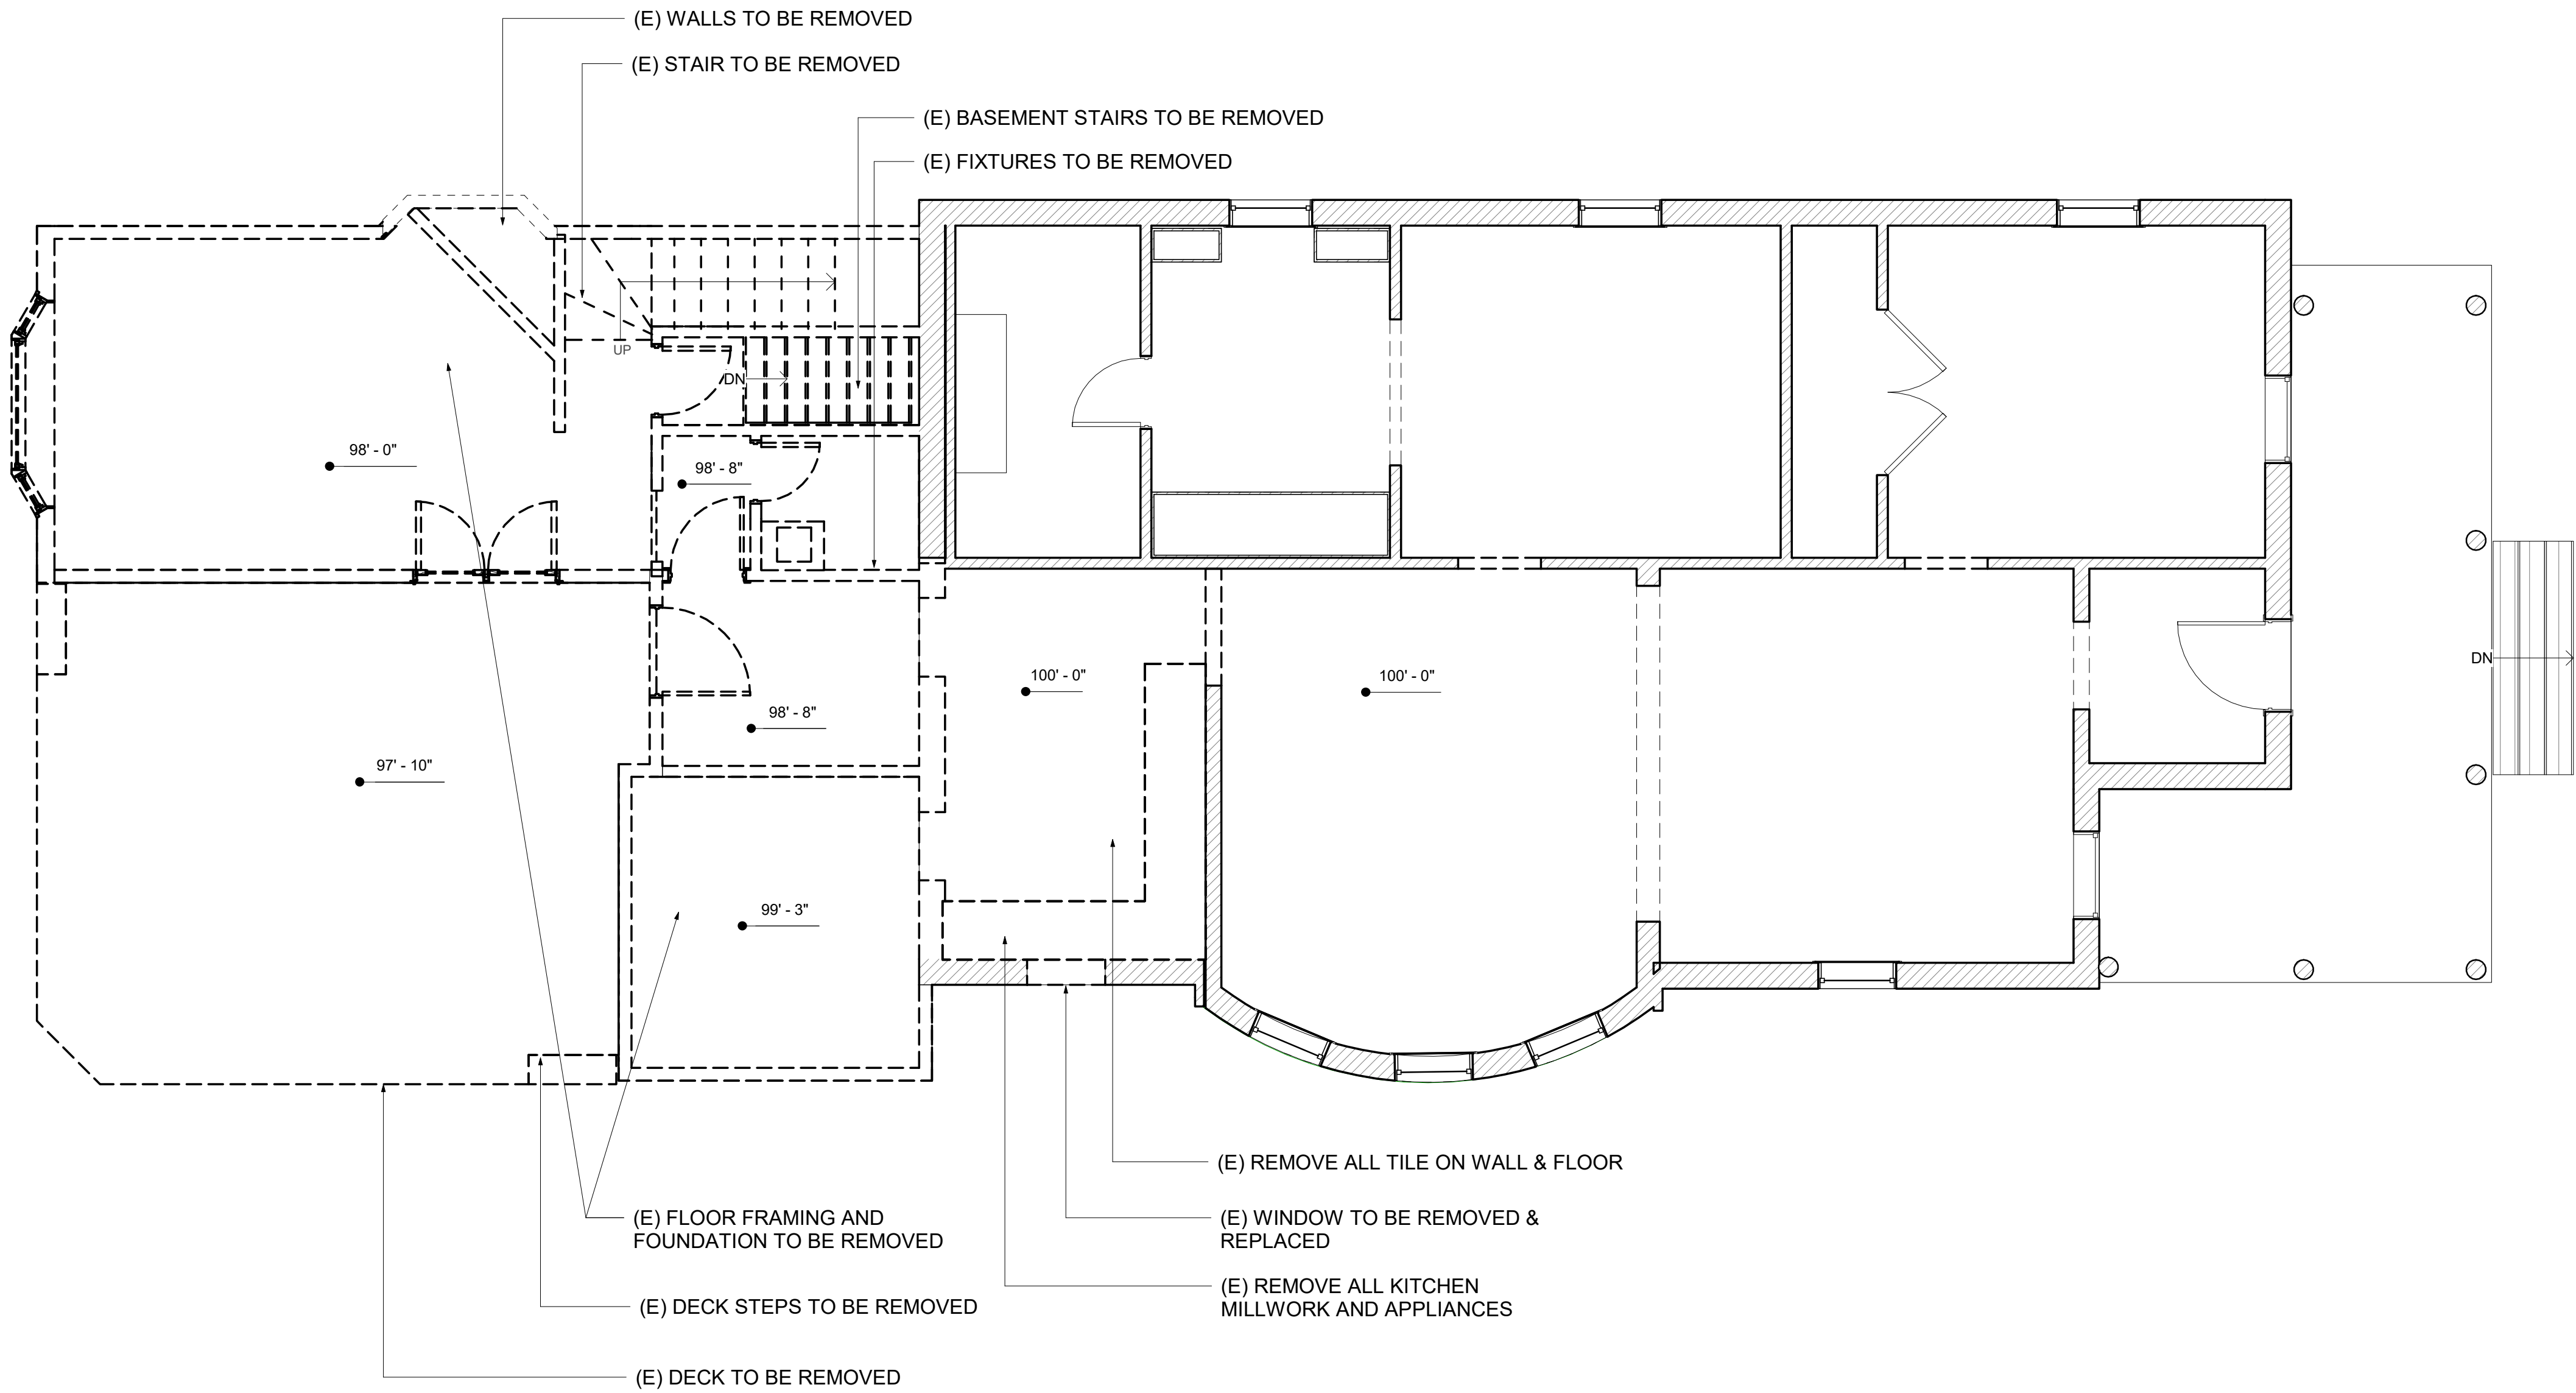 (E) WALLS TO BE REMOVED
(E) STAIR TO BE REMOVED
(E) BASEMENT STAIRS TO BE REMOVED
(E) FIXTURES TO BE REMOVED
UP
DN
98' - 0"
98' - 8"
DN
100' - 0"
100' - 0"
98' - 8"
97' - 10"
99' - 3"
(E) REMOVE ALL TILE ON WALL & FLOOR
(E) FLOOR FRAMING AND
FOUNDATION TO BE REMOVED
(E) WINDOW TO BE REMOVED &
REPLACED
(E) REMOVE ALL KITCHEN
MILLWORK AND APPLIANCES
(E) DECK STEPS TO BE REMOVED
(E) DECK TO BE REMOVED